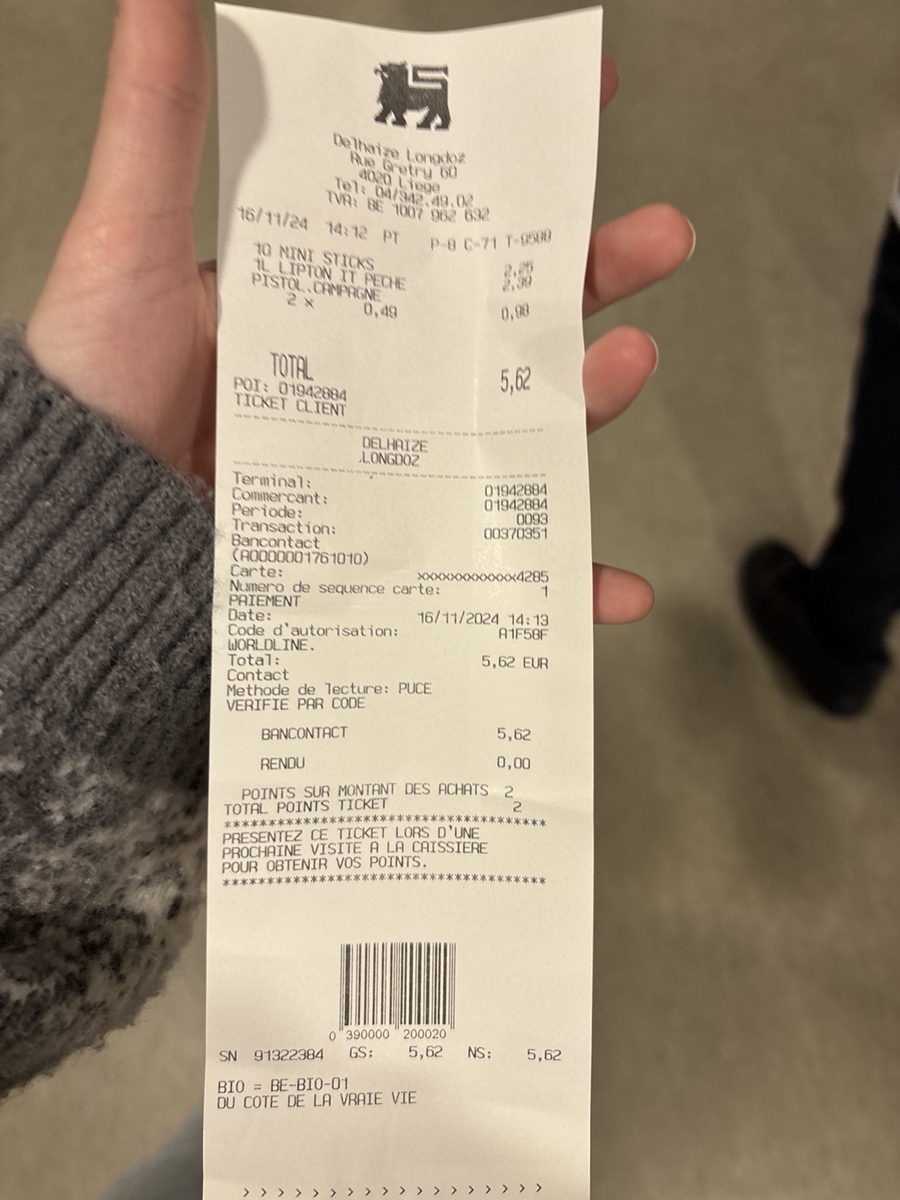 Delhaize Longdoz
Rue Gretry 60
4020 Liege
Tel: 04/342.49.02
TVA: BE 1007 962 632
16/11/24 14:12 PT P-8 C-71 T-9500
10 MINI STICKS 2,25
1L LIPTON IT PECHE 2,39
PISTOL.CAMPAGNE
2 x 0,49 0,98
TOTAL 5,62
POI: 01942884
TICKET CLIENT
DELHAIZE
LONGDOZ
Terminal: 01942884
Commercant: 01942884
Periode: 0093
Transaction: 00370351
Bancontact
(A0000001761010)
Carte: xxxxxxxxxxxxx4285
Numero de sequence carte: 1
PAIEMENT
Date: 16/11/2024 14:13
Code d'autorisation: A1F58F
WORLDLINE.
Total: 5,62 EUR
Contact
Methode de lecture: PUCE
VERIFIE PAR CODE
BANCONTACT 5,62
RENDU 0,00
POINTS SUR MONTANT DES ACHATS 2
TOTAL POINTS TICKET 2
**************************************
PRESENTEZ CE TICKET LORS D'UNE
PROCHAINE VISITE A LA CAISSIERE
POUR OBTENIR VOS POINTS.
**************************************
0 390000 200020
SN 91322384 GS: 5,62 NS: 5,62
BIO = BE-BIO-01
DU COTE DE LA VRAIE VIE
> > > > > > > > > > > > > > > > > >